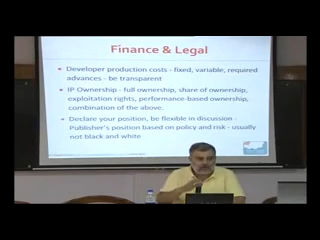 Finance & Legal
• Developer production costs - fixed, variable, required
advances - be transparent
• IP Ownership - full ownership, share of ownership,
exploitation rights, performance-based ownership,
combination of the above.
• Declare your position, be flexible in discussion -
Publisher's position based on policy and risk - usually
not black and white